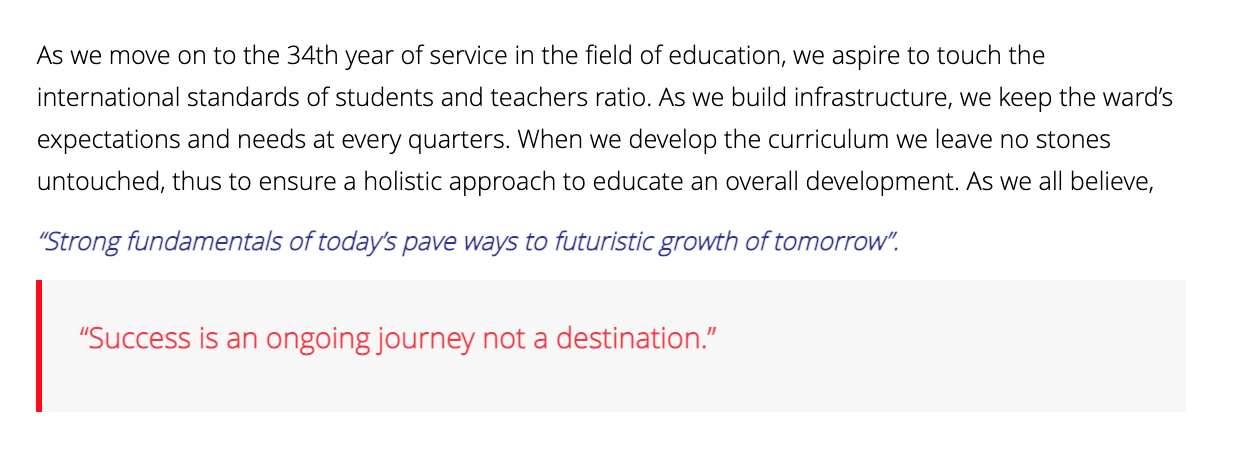 As we move on to the 34th year of service in the field of education, we aspire to touch the
international standards of students and teachers ratio. As we build infrastructure, we keep the ward’s
expectations and needs at every quarters. When we develop the curriculum we leave no stones
untouched, thus to ensure a holistic approach to educate an overall development. As we all believe,
“Strong fundamentals of today’s pave ways to futuristic growth of tomorrow”.
“Success is an ongoing journey not a destination.”